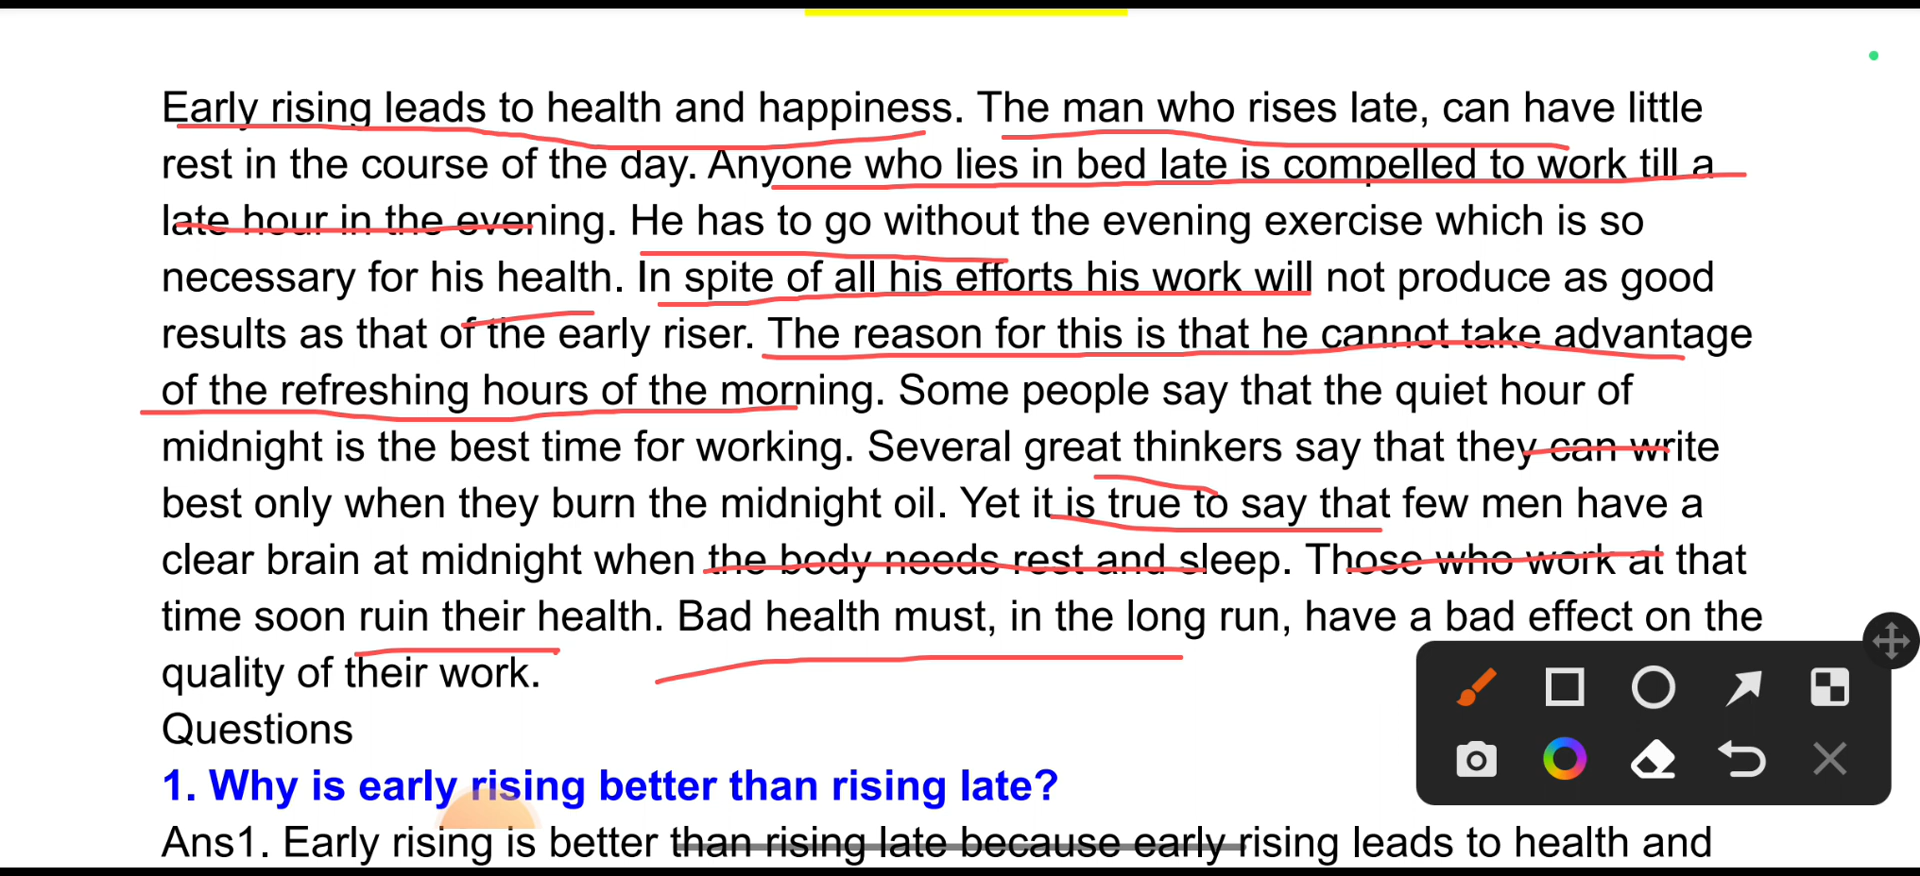 Early rising leads to health and happiness. The man who rises late, can have little
rest in the course of the day. Anyone who lies in bed late is compelled to work till a
late hour in the evening. He has to go without the evening exercise which is so
necessary for his health. In spite of all his efforts his work will not produce as good
results as that of the early riser. The reason for this is that he cannot take advantage
of the refreshing hours of the morning. Some people say that the quiet hour of
midnight is the best time for working. Several great thinkers say that they can write
best only when they burn the midnight oil. Yet it is true to say that few men have a
clear brain at midnight when the body needs rest and sleep. Those who work at that
time soon ruin their health. Bad health must, in the long run, have a bad effect on the
quality of their work.
Questions
1. Why is early rising better than rising late?
Ans1. Early rising is better than rising late because early rising leads to health and